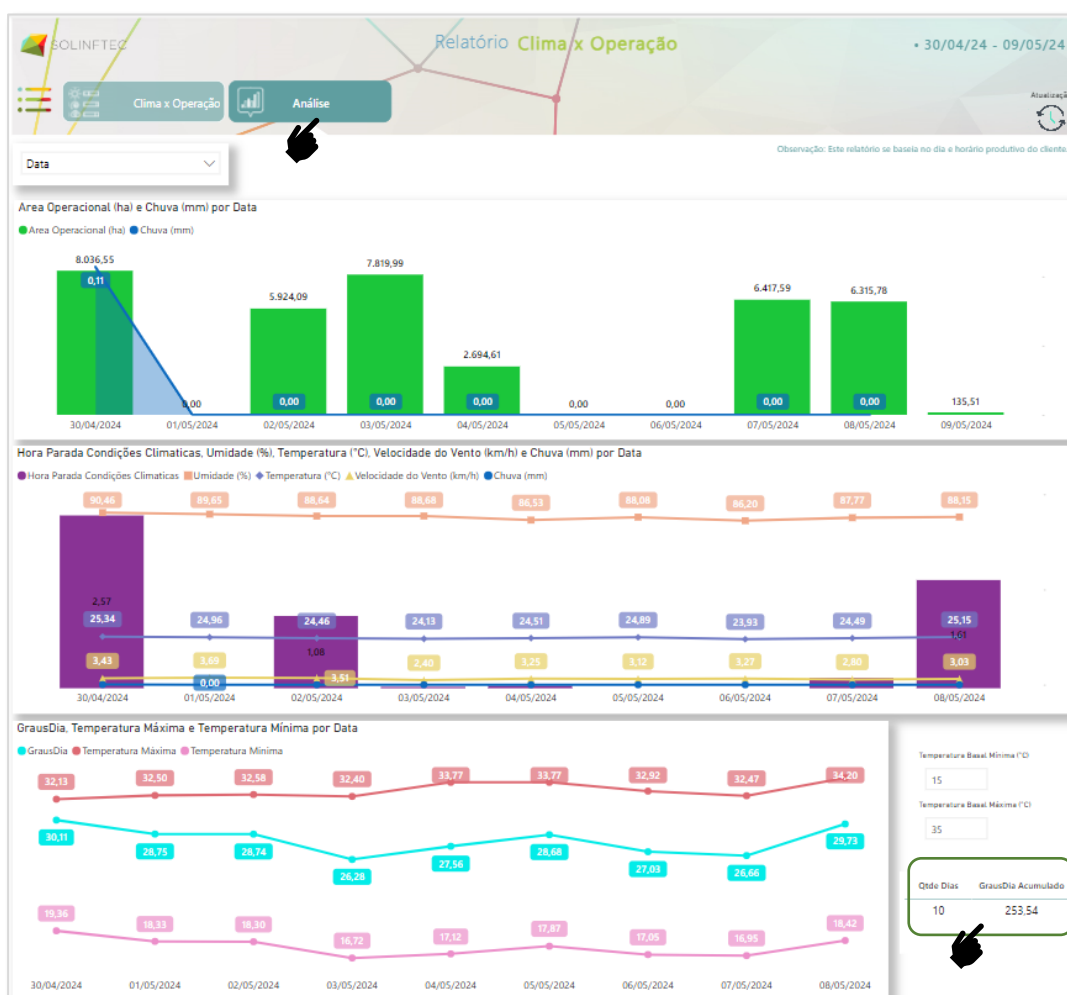 SOLINFTEC
Relatório Clima x Operação
• 30/04/24 - 09/05/24
Clima x Operação
Análise
Observação: Este relatório se baseia no dia e horário produtivo do cliente.
Data
Area Operacional (ha) e Chuva (mm) por Data
Area Operacional (ha) Chuva (mm)
8.036,55
0,11
0,00
5.924,09
0,00
7.819,99
0,00
2.694,61
0,00
0,00
0,00
6.417,59
0,00
6.315,78
0,00
135,51
30/04/2024 01/05/2024 02/05/2024 03/05/2024 04/05/2024 05/05/2024 06/05/2024 07/05/2024 08/05/2024 09/05/2024
Hora Parada Condições Climaticas, Umidade (%), Temperatura (°C), Velocidade do Vento (km/h) e Chuva (mm) por Data
Hora Parada Condições Climaticas Umidade (%) Temperatura (°C) Velocidade do Vento (km/h) Chuva (mm)
90,46 89,65 88,64 88,68 86,53 88,08 86,20 87,77 88,15
2,57
25,34 24,96 24,46 24,13 24,51 24,89 23,93 24,49 25,15
1,08 1,61
3,43 3,69 3,51 2,40 3,25 3,12 3,27 2,80 3,03
0,00
30/04/2024 01/05/2024 02/05/2024 03/05/2024 04/05/2024 05/05/2024 06/05/2024 07/05/2024 08/05/2024
GrausDia, Temperatura Máxima e Temperatura Mínima por Data
GrausDia Temperatura Máxima Temperatura Mínima
32,13 32,50 32,58 32,40 33,77 33,77 32,92 32,47 34,20
30,11 28,75 28,74 26,28 27,56 28,68 27,03 26,66 29,73
19,36 18,33 18,30 16,72 17,12 17,87 17,05 16,95 18,42
30/04/2024 01/05/2024 02/05/2024 03/05/2024 04/05/2024 05/05/2024 06/05/2024 07/05/2024 08/05/2024
Temperatura Basal Mínima (°C)
15
Temperatura Basal Máxima (°C)
35
Qtde Dias GrausDia Acumulado
10 253,54